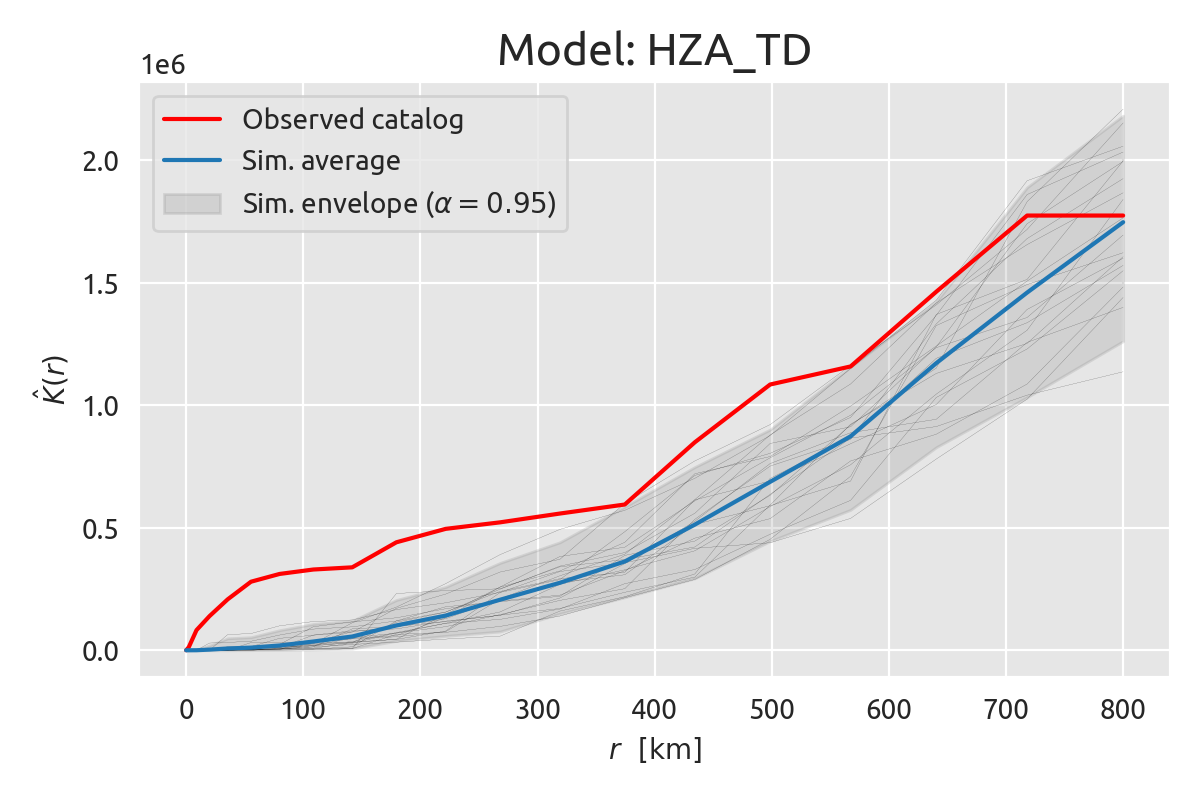 Model: HZA_TD
1e6
Observed catalog
Sim. average
Sim. envelope (α = 0.95)
2.0
1.5
1.0
0.5
0.0
K̂(r)
0 100 200 300 400 500 600 700 800
r [km]